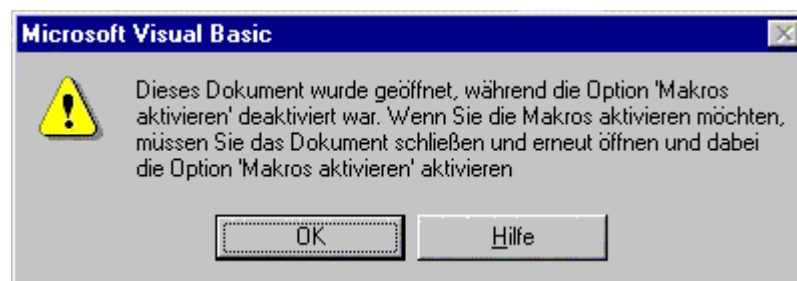 Microsoft Visual Basic
Dieses Dokument wurde geöffnet, während die Option 'Makros
aktivieren' deaktiviert war. Wenn Sie die Makros aktivieren möchten,
müssen Sie das Dokument schließen und erneut öffnen und dabei
die Option 'Makros aktivieren' aktivieren
OK
Hilfe